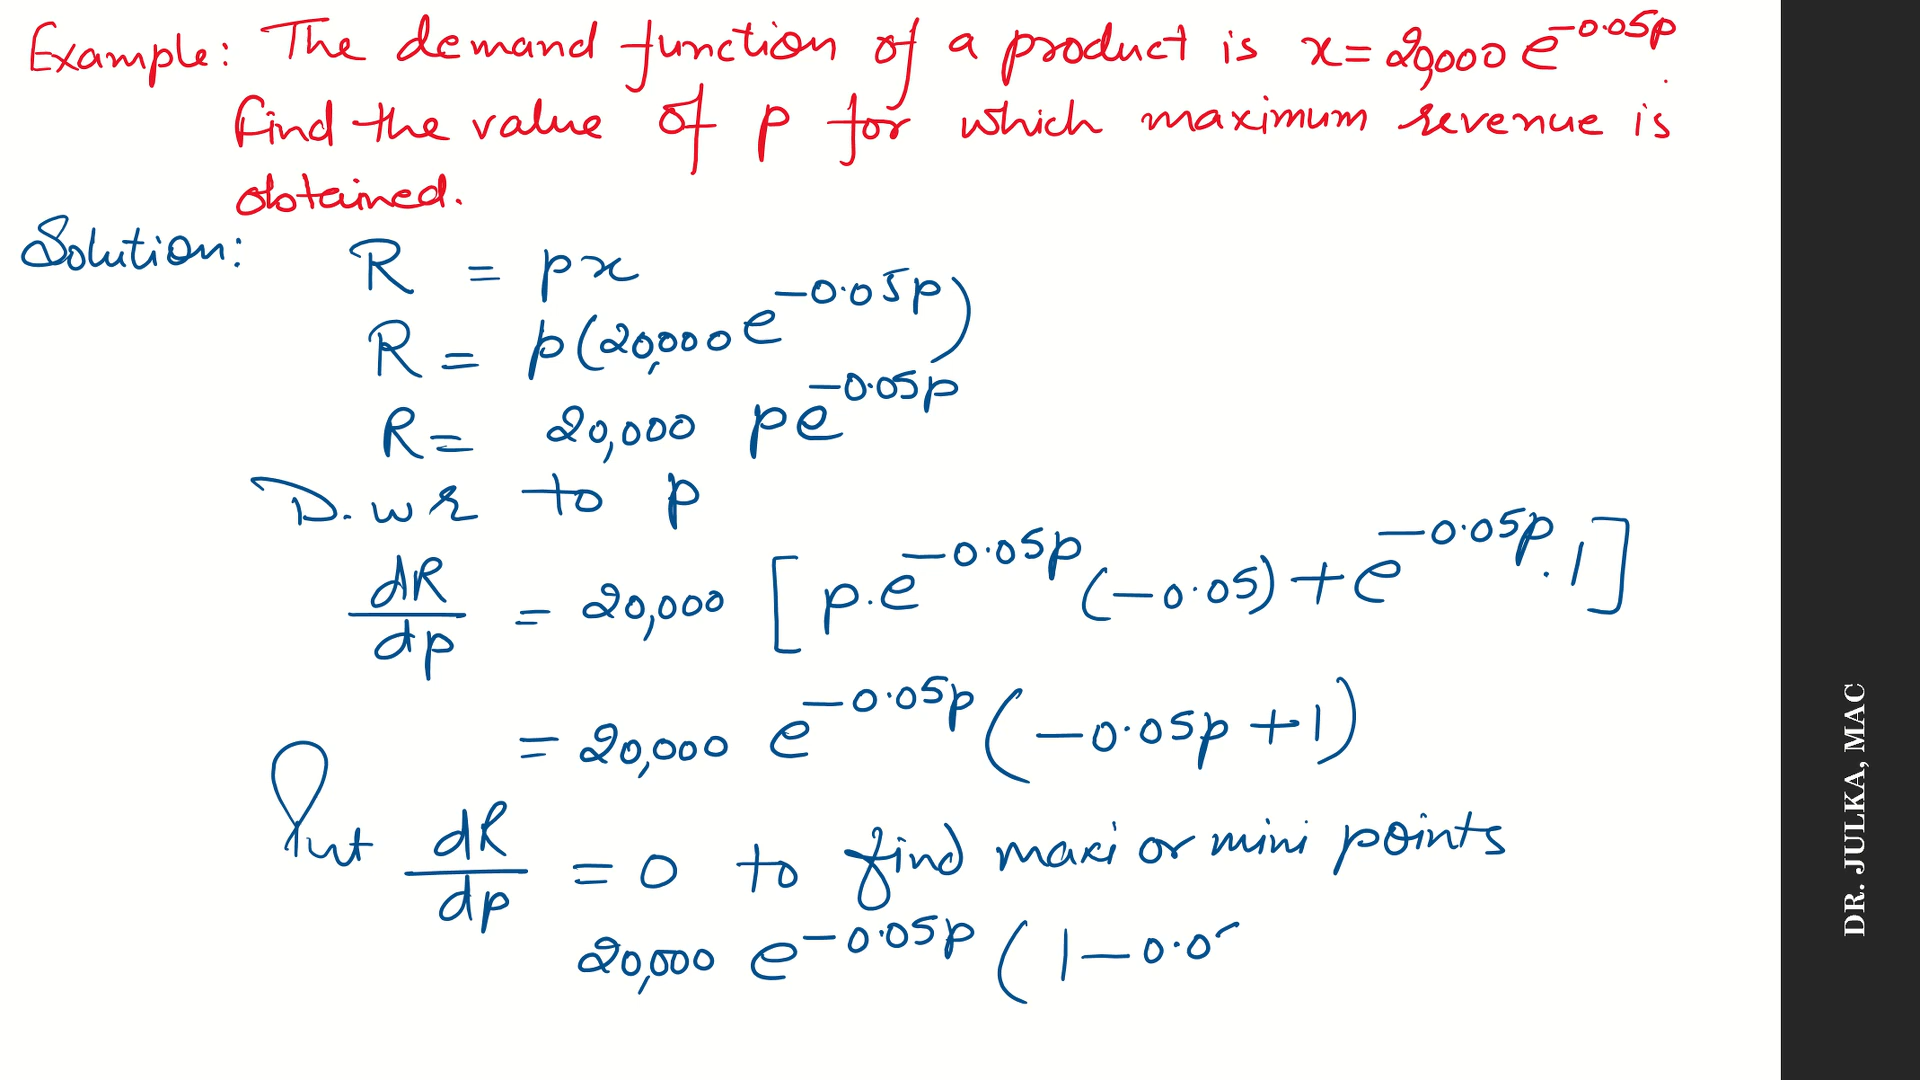 Example: The demand function of a product is x = 20,000 e^-0.05p.
Find the value of p for which maximum revenue is
obtained.
Solution: R = px
R = p(20,000 e^-0.05p)
R = 20,000 pe^-0.05p
D. wr to p
dR/dp = 20,000 [p.e^-0.05p (-0.05) + e^-0.05p . 1]
= 20,000 e^-0.05p (-0.05p + 1)
Put dR/dp = 0 to find maxi or mini points
20,000 e^-0.05p (1 - 0.0
DR. JULKA, MAC